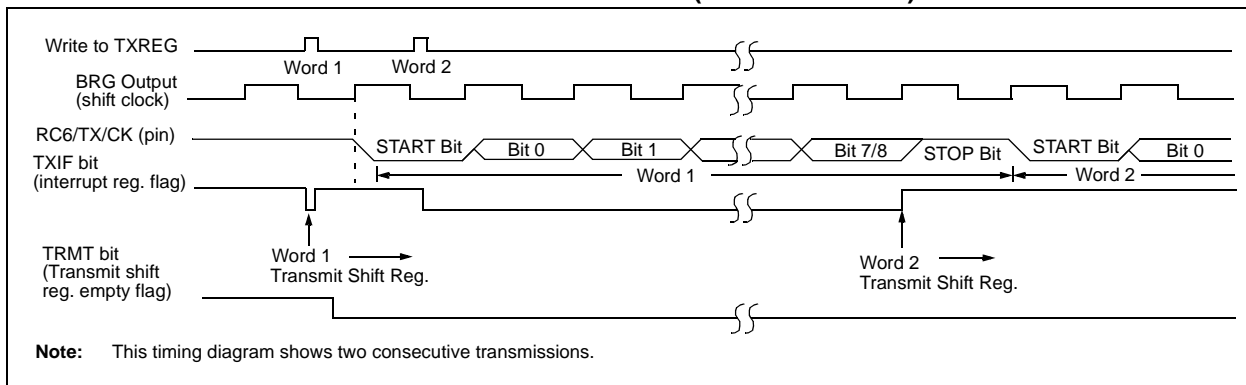 Write to TXREG
Word 1
Word 2
BRG Output
(shift clock)
RC6/TX/CK (pin)
START Bit
Bit 0
Bit 1
Bit 7/8
STOP Bit
START Bit
Bit 0
TXIF bit
(interrupt reg. flag)
Word 1
Word 2
TRMT bit
(Transmit shift
reg. empty flag)
Word 1
Transmit Shift Reg.
Word 2
Transmit Shift Reg.
Note: This timing diagram shows two consecutive transmissions.